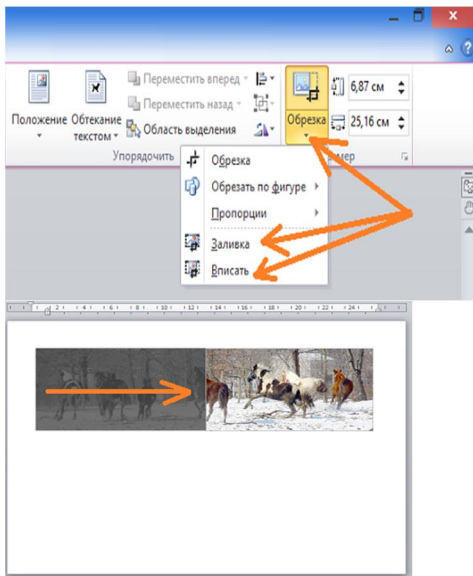 Положение
Обтекание текстом
Переместить вперед
Переместить назад
Область выделения
Упорядочить
Обрезка
6,87 см
25,16 см
Обрезка
Обрезать по фигуре
Пропорции
Заливка
Вписать